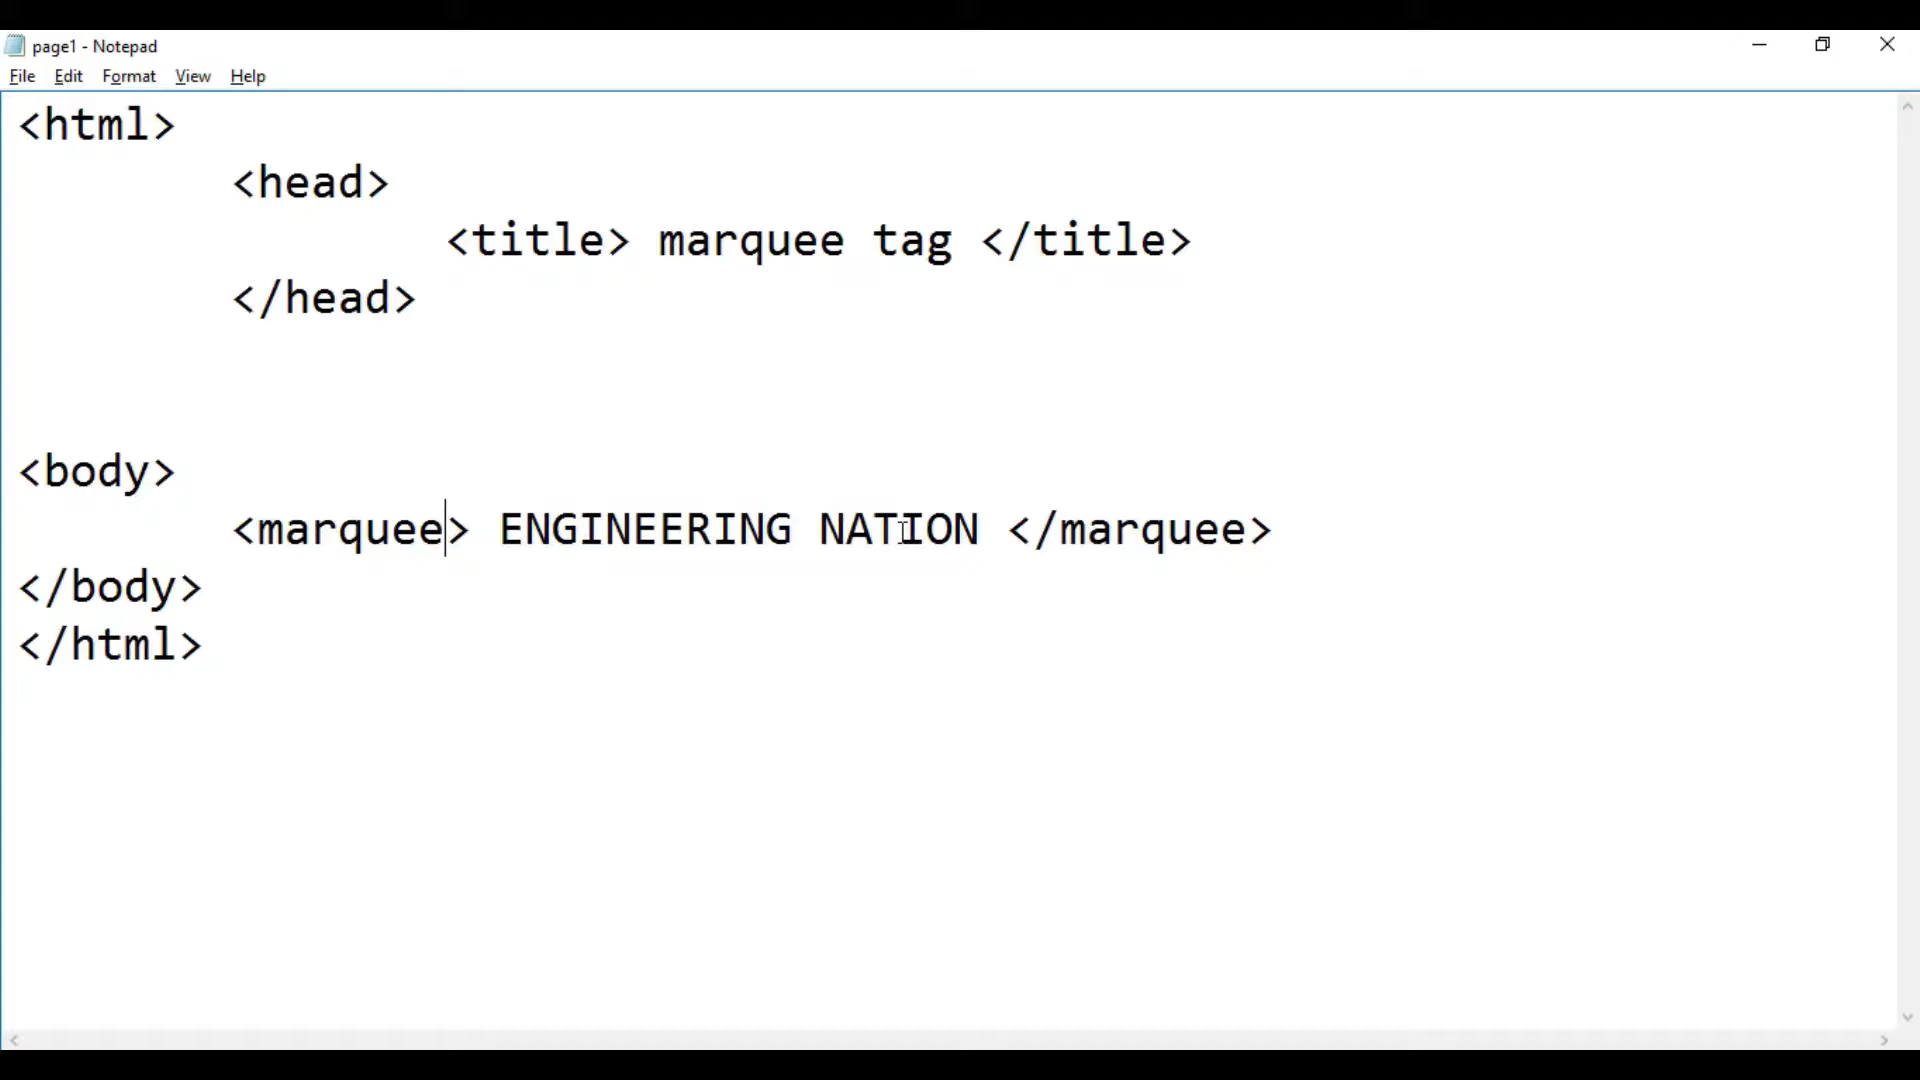 page1 - Notepad
File Edit Format View Help
<html>
<head>
<title> marquee tag </title>
</head>
<body>
<marquee> ENGINEERING NATION </marquee>
</body>
</html>